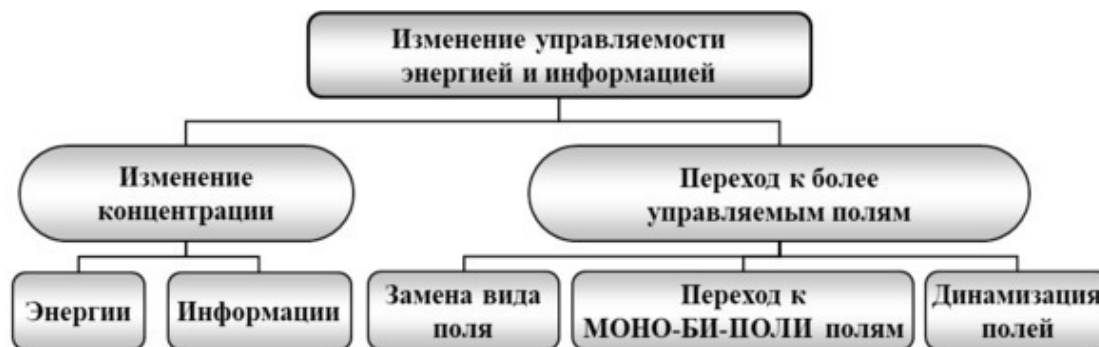 Изменение управляемости
энергией и информацией
Изменение
концентрации
Переход к более
управляемым полям
Энергии
Информации
Замена вида
поля
Переход к
МОНО-БИ-ПОЛИ полям
Динамизация
полей